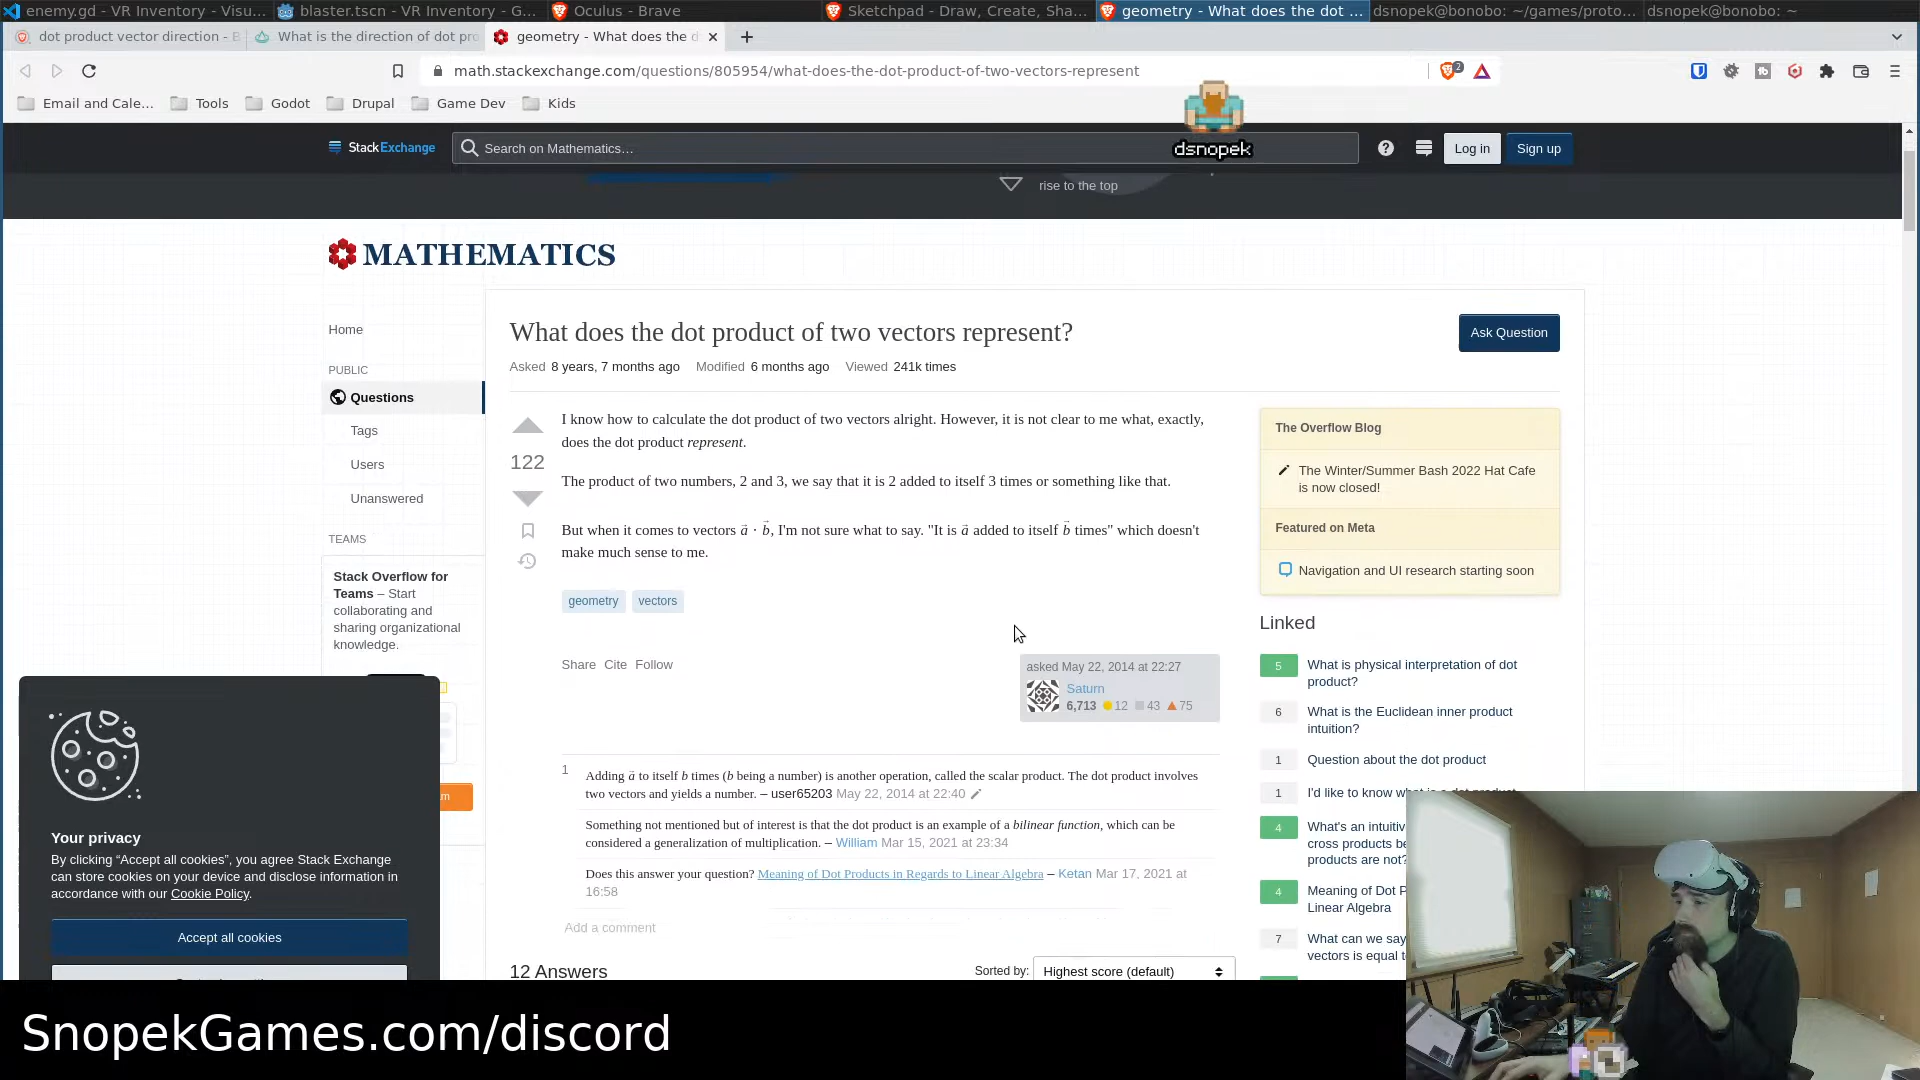 enemy.gd - VR Inventory - Visu...
blaster.tscn - VR Inventory - G...
Oculus - Brave
Sketchpad - Draw, Create, Sha...
geometry - What does the dot ...
dsnopek@bonobo: ~/games/proto...
dsnopek@bonobo: ~
dot product vector direction - B
What is the direction of dot pro
geometry - What does the d
math.stackexchange.com/questions/805954/what-does-the-dot-product-of-two-vectors-represent
2
Email and Cale...
Tools
Godot
Drupal
Game Dev
Kids
StackExchange
Search on Mathematics...
dsnopek
Log in
Sign up
rise to the top
MATHEMATICS
Home
PUBLIC
Questions
Tags
Users
Unanswered
TEAMS
Stack Overflow for
Teams – Start
collaborating and
sharing organizational
knowledge.
What does the dot product of two vectors represent?
Ask Question
Asked 8 years, 7 months ago Modified 6 months ago Viewed 241k times
122
I know how to calculate the dot product of two vectors alright. However, it is not clear to me what, exactly,
does the dot product represent.
The product of two numbers, 2 and 3, we say that it is 2 added to itself 3 times or something like that.
But when it comes to vectors a⃗ · b⃗, I'm not sure what to say. "It is a⃗ added to itself b⃗ times" which doesn't
make much sense to me.
geometry vectors
Share Cite Follow
asked May 22, 2014 at 22:27
Saturn
6,713 12 43 75
1
Adding a⃗ to itself b times (b being a number) is another operation, called the scalar product. The dot product involves
two vectors and yields a number. – user65203 May 22, 2014 at 22:40
Something not mentioned but of interest is that the dot product is an example of a bilinear function, which can be
considered a generalization of multiplication. – William Mar 15, 2021 at 23:34
Does this answer your question? Meaning of Dot Products in Regards to Linear Algebra – Ketan Mar 17, 2021 at
16:58
Add a comment
12 Answers
Sorted by: Highest score (default)
The Overflow Blog
The Winter/Summer Bash 2022 Hat Cafe
is now closed!
Featured on Meta
Navigation and UI research starting soon
Linked
5 What is physical interpretation of dot
product?
6 What is the Euclidean inner product
intuition?
1 Question about the dot product
1 I'd like to know what is a dot product
4 What's an intuitiv
cross products be
products are not?
4 Meaning of Dot P
Linear Algebra
7 What can we say
vectors is equal t
Your privacy
By clicking “Accept all cookies”, you agree Stack Exchange
can store cookies on your device and disclose information in
accordance with our Cookie Policy.
Accept all cookies
SnopekGames.com/discord